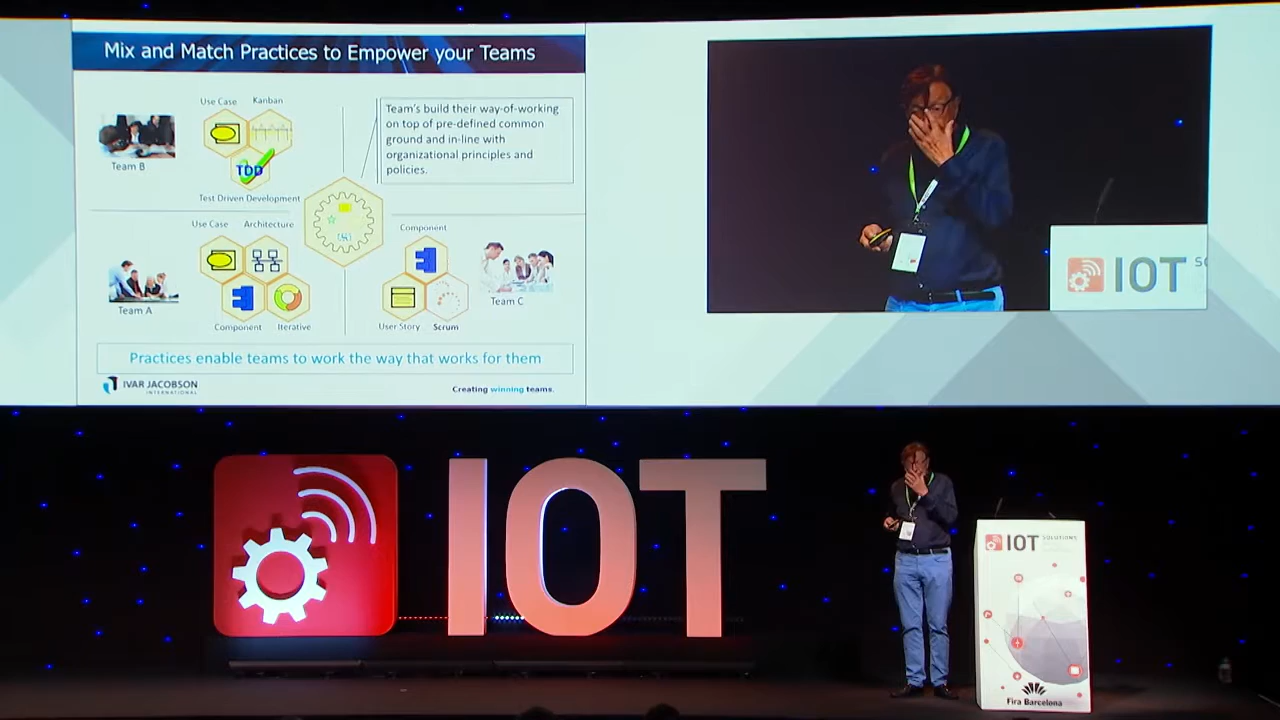 Mix and Match Practices to Empower your Teams
Use Case
Kanban
Team B
TDD
Test Driven Development
Team's build their way-of-working
on top of pre-defined common
ground and in-line with
organizational principles and
policies.
Use Case
Architecture
Team A
Component
Iterative
Component
Team C
User Story
Scrum
Practices enable teams to work the way that works for them
IVAR JACOBSON
INTERNATIONAL
Creating winning teams.
IOT
IOT
IOT SOLUTIONS
Fira Barcelona